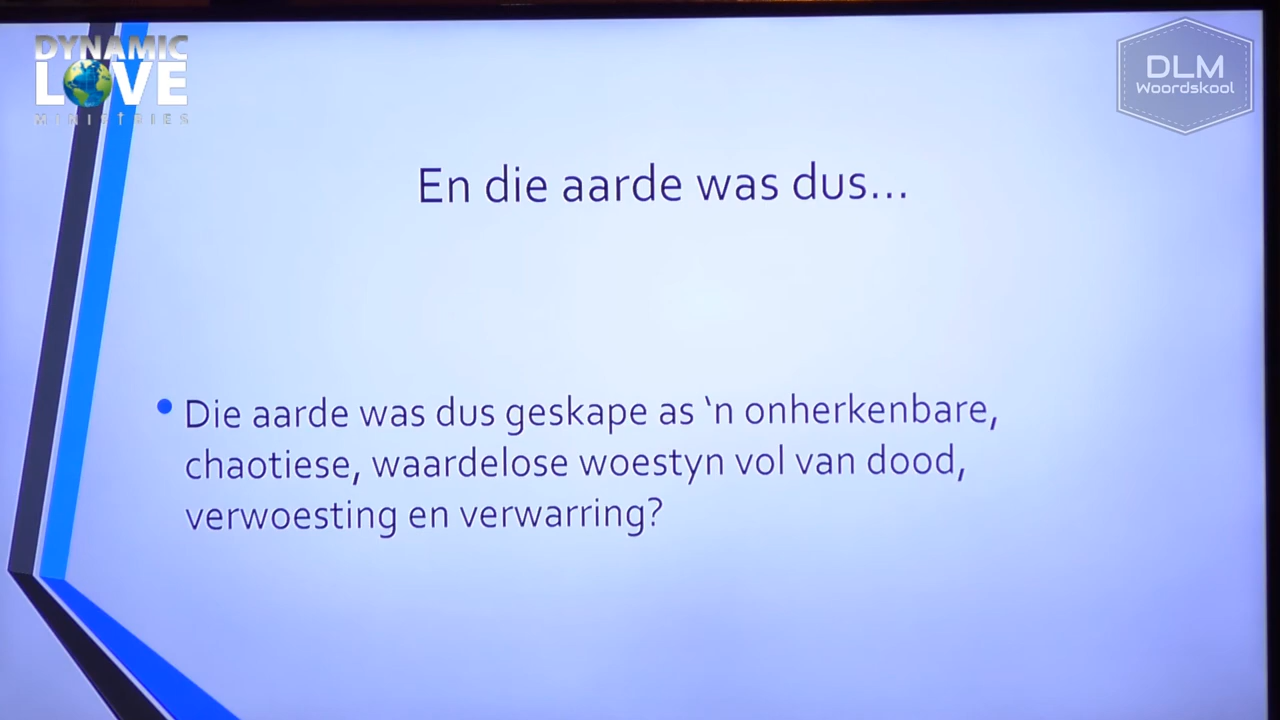 DYNAMIC
LOVE
MINISTRIES
DLM
Woordskool
En die aarde was dus...
• Die aarde was dus geskape as ‘n onherkenbare,
chaotiese, waardelose woestyn vol van dood,
verwoesting en verwarring?